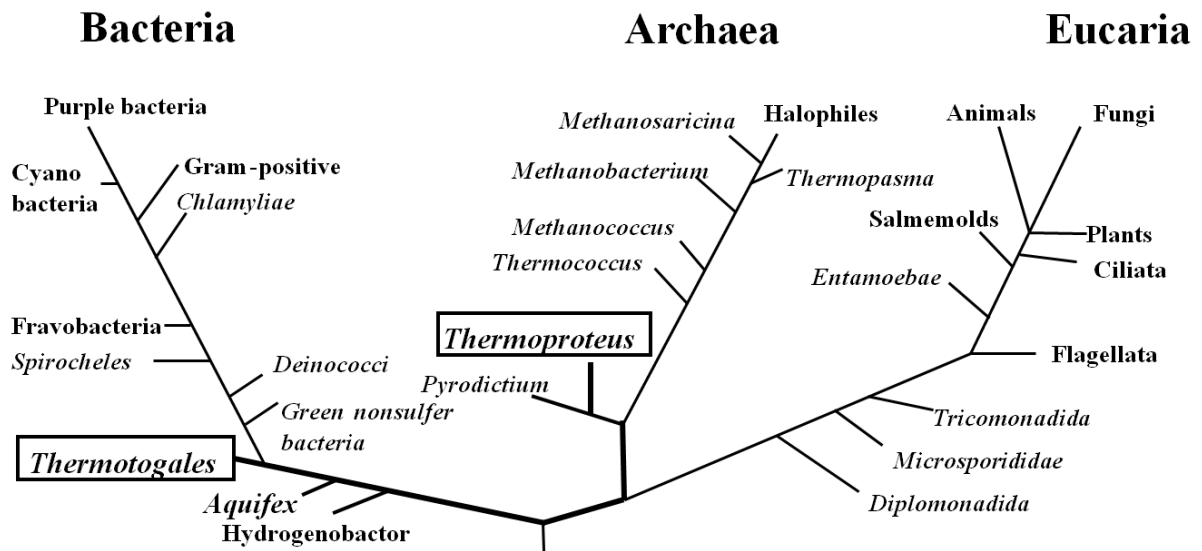 Bacteria
Archaea
Eucaria
Purple bacteria
Cyano
bacteria
Gram-positive
Chlamyliae
Fravobacteria
Spirocheles
Deinococci
Green nonsulfer
bacteria
Thermotogales
Aquifex
Hydrogenobactor
Methanosaricina
Halophiles
Methanobacterium
Thermopasma
Methanococcus
Thermococcus
Thermoproteus
Pyrodictium
Animals
Fungi
Salmemolds
Plants
Ciliata
Entamoebae
Flagellata
Tricomonadida
Microsporididae
Diplomonadida